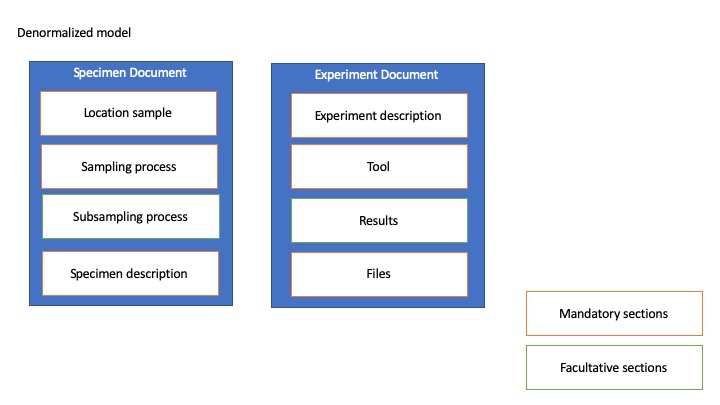 Denormalized model
Specimen Document
Location sample
Sampling process
Subsampling process
Specimen description
Experiment Document
Experiment description
Tool
Results
Files
Mandatory sections
Facultative sections